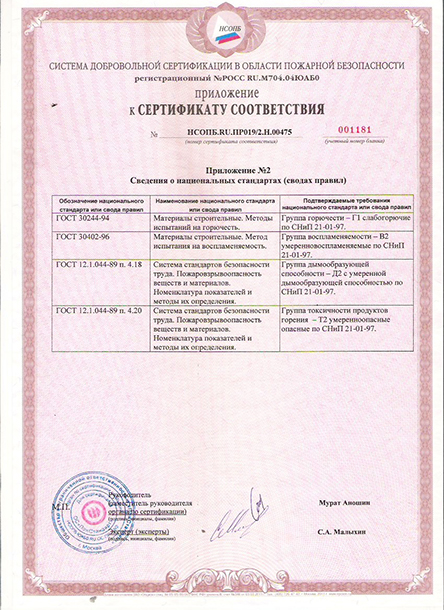 НСОПБ
СИСТЕМА ДОБРОВОЛЬНОЙ СЕРТИФИКАЦИИ В ОБЛАСТИ ПОЖАРНОЙ БЕЗОПАСНОСТИ
регистрационный №РОСС RU.М704.04ЮАБ0
приложение
к СЕРТИФИКАТУ СООТВЕТСТВИЯ
№ НСОПБ.RU.ПР019/2.Н.00475 001181
(номер сертификата соответствия) (учетный номер бланка)
Приложение №2
Сведения о национальных стандартах (сводах правил)
Обозначение национального стандарта или свода правил
Наименование национального стандарта или свода правил
Подтверждаемые требования национального стандарта или свода правил
ГОСТ 30244-94
Материалы строительные. Методы
испытаний на горючесть.
Группа горючести – Г1 слабогорючие
по СНиП 21-01-97.
ГОСТ 30402-96
Материалы строительные. Метод
испытания на воспламеняемость.
Группа воспламеняемости – В2
умеренновоспламеняемые по СНиП
21-01-97.
ГОСТ 12.1.044-89 п. 4.18
Система стандартов безопасности
труда. Пожаровзрывоопасность
веществ и материалов.
Номенклатура показателей и
методы их определения.
Группа дымообразующей
способности – Д2 с умеренной
дымообразующей способностью по
СНиП 21-01-97.
ГОСТ 12.1.044-89 п. 4.20
Система стандартов безопасности
труда. Пожаровзрывоопасность
веществ и материалов.
Номенклатура показателей и
методы их определения.
Группа токсичности продуктов
горения – Т2 умеренноопасные
опасные по СНиП 21-01-97.
М.П.
Руководитель
(заместитель руководителя
органа по сертификации)
(подпись, инициалы, фамилия)
Мурат Аношин
Эксперт (эксперты)
(подпись, инициалы, фамилия)
С.А. Малыхин
г. Москва